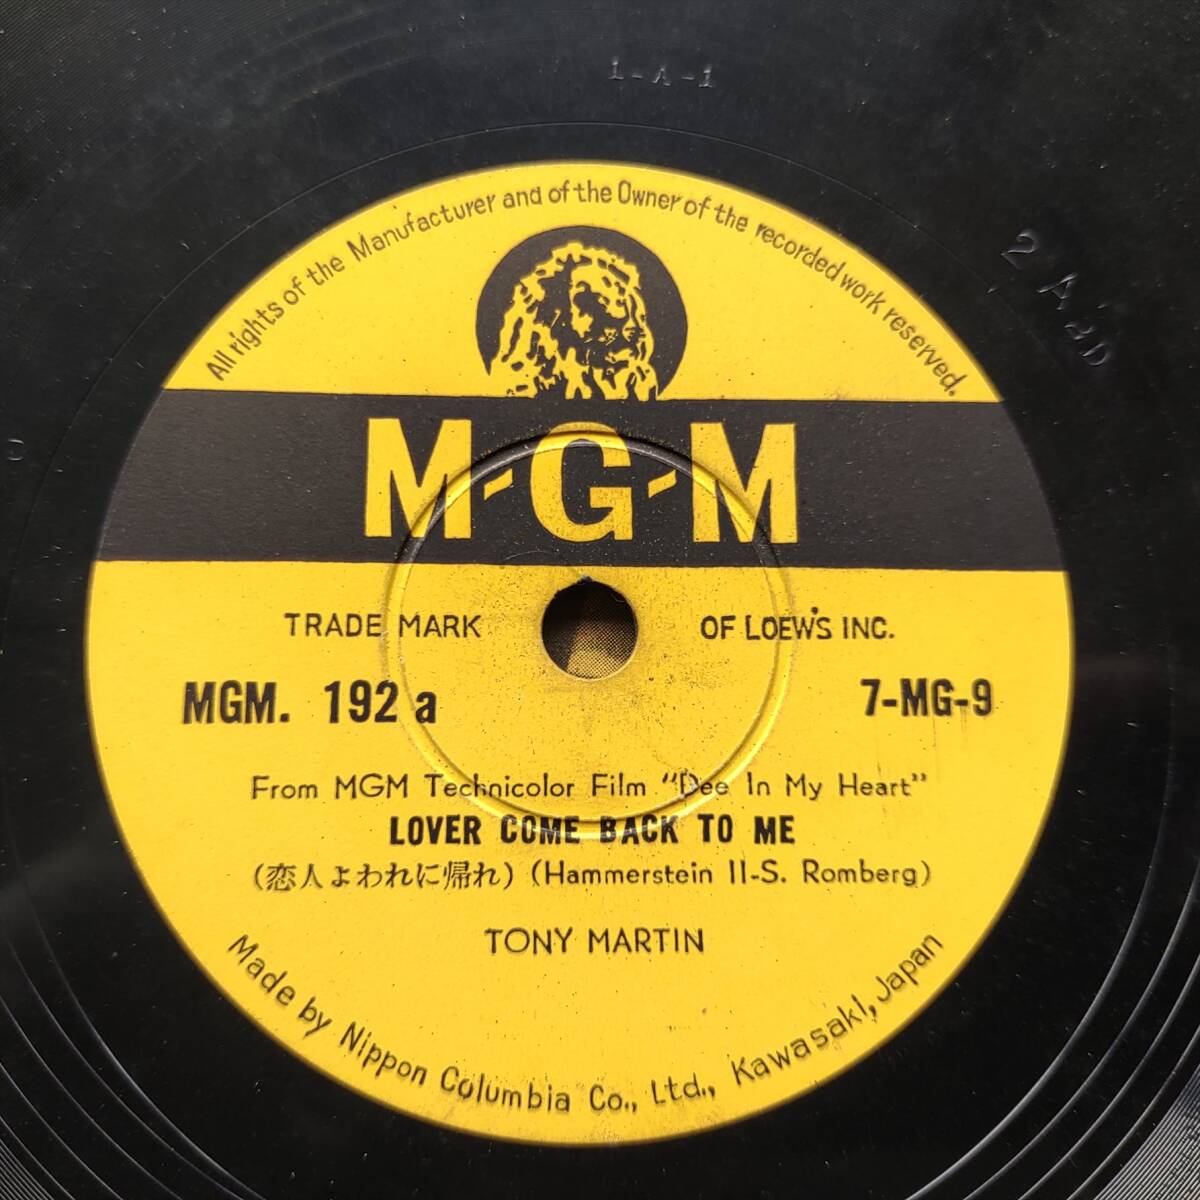 1-A-1
2 A
All rights of the Manufacturer and of the Owner of the recorded work reserved.
M-G-M
TRADE MARK OF LOEW'S INC.
MGM. 192 a 7-MG-9
From MGM Technicolor Film "Dee In My Heart"
LOVER COME BACK TO ME
(恋人よわれに帰れ) (Hammerstein II-S. Romberg)
TONY MARTIN
Made by Nippon Columbia Co., Ltd., Kawasaki, Japan